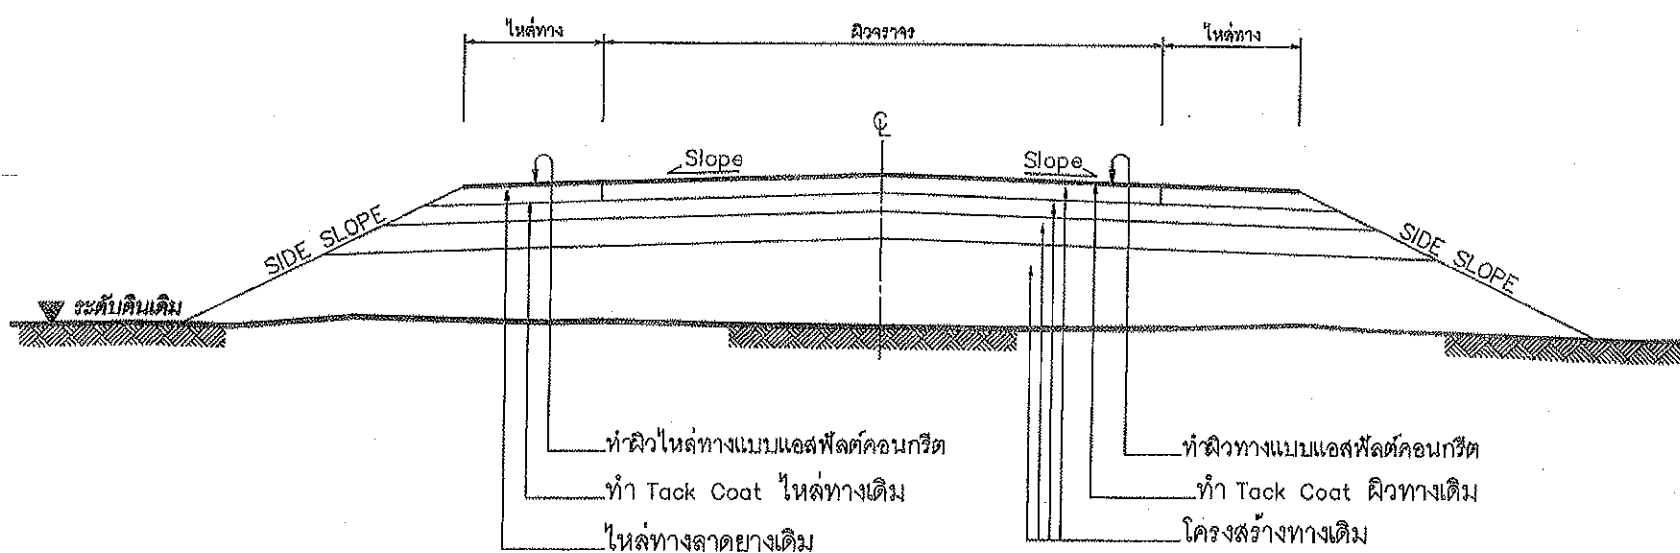 ไหล่ทาง ผิวจราจร ไหล่ทาง
℄
Slope Slope
SIDE SLOPE SIDE SLOPE
ระดับดินเดิม
ทำผิวไหล่ทางแบบแอสฟัลต์คอนกรีต ทำผิวทางแบบแอสฟัลต์คอนกรีต
ทำ Tack Coat ไหล่ทางเดิม ทำ Tack Coat ผิวทางเดิม
ไหล่ทางลาดยางเดิม โครงสร้างทางเดิม